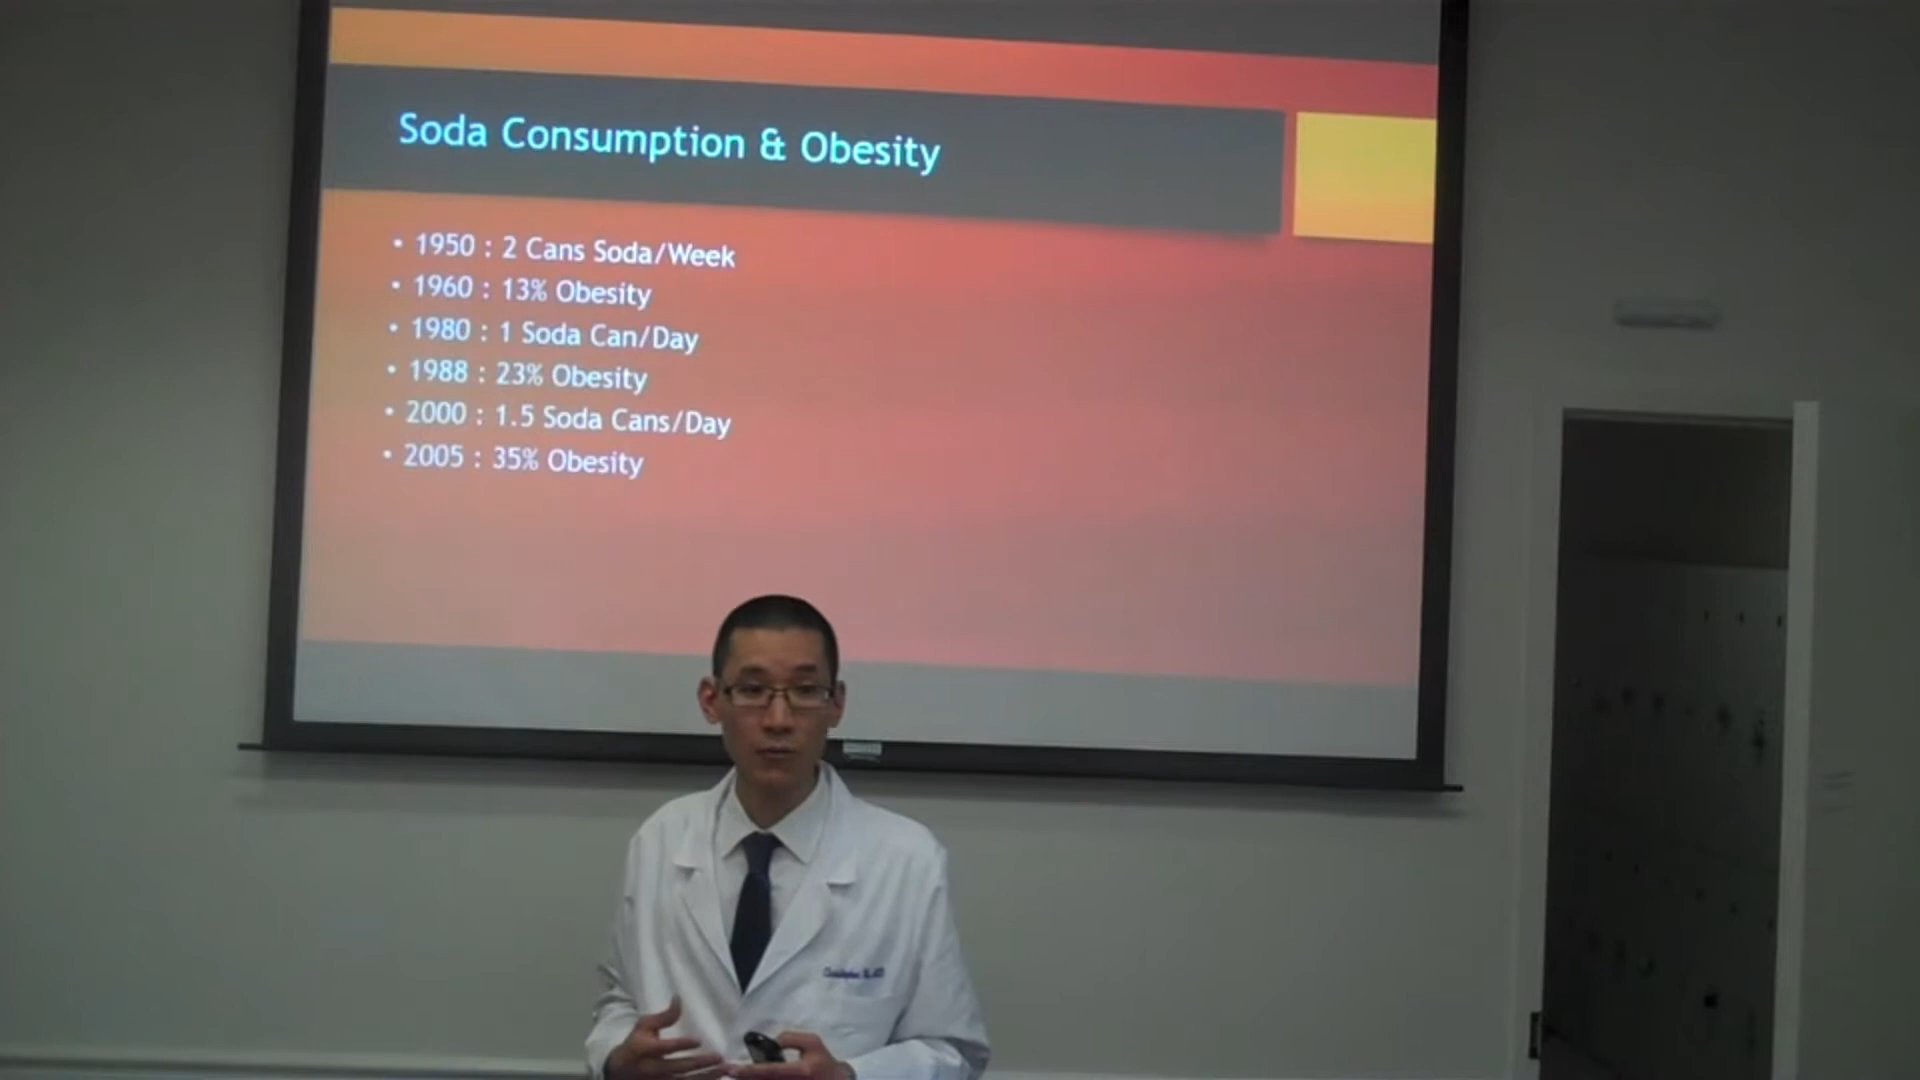 Soda Consumption & Obesity
• 1950 : 2 Cans Soda/Week
• 1960 : 13% Obesity
• 1980 : 1 Soda Can/Day
• 1988 : 23% Obesity
• 2000 : 1.5 Soda Cans/Day
• 2005 : 35% Obesity